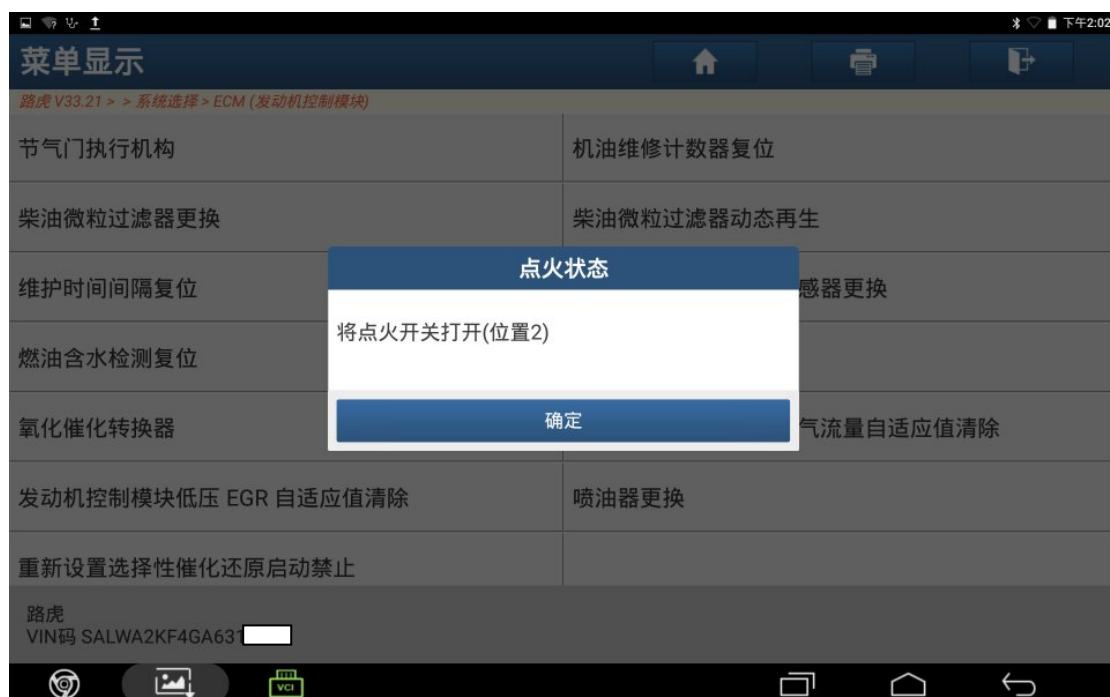 下午2:02
菜单显示
路虎 V33.21 > > 系统选择 > ECM (发动机控制模块)
节气门执行机构
机油维修计数器复位
柴油微粒过滤器更换
柴油微粒过滤器动态再生
点火状态
维护时间间隔复位
感器更换
将点火开关打开(位置2)
燃油含水检测复位
确定
氧化催化转换器
气流量自适应值清除
发动机控制模块低压 EGR 自适应值清除
喷油器更换
重新设置选择性催化还原启动禁止
路虎
VIN码 SALWA2KF4GA631
VCI